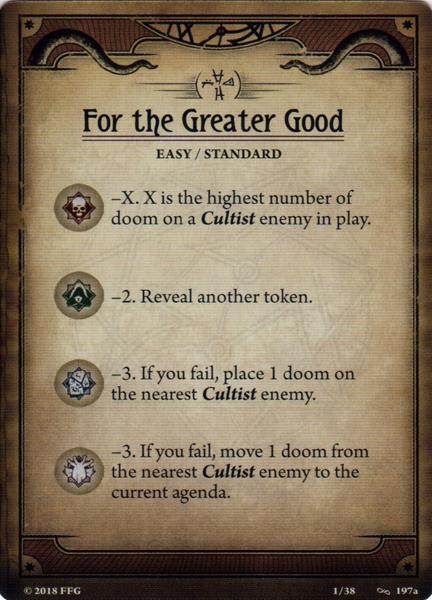 For the Greater Good
EASY / STANDARD
–X. X is the highest number of
doom on a Cultist enemy in play.
–2. Reveal another token.
–3. If you fail, place 1 doom on
the nearest Cultist enemy.
–3. If you fail, move 1 doom from
the nearest Cultist enemy to the
current agenda.
© 2018 FFG
1/38
197a